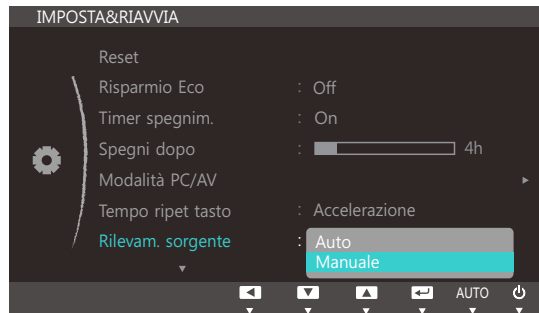 IMPOSTA&RIAVVIA
Reset
Risparmio Eco : Off
Timer spegnim. : On
Spegni dopo : 4h
Modalità PC/AV
Tempo ripet tasto : Accelerazione
Rilevam. sorgente : Auto
Manuale
AUTO